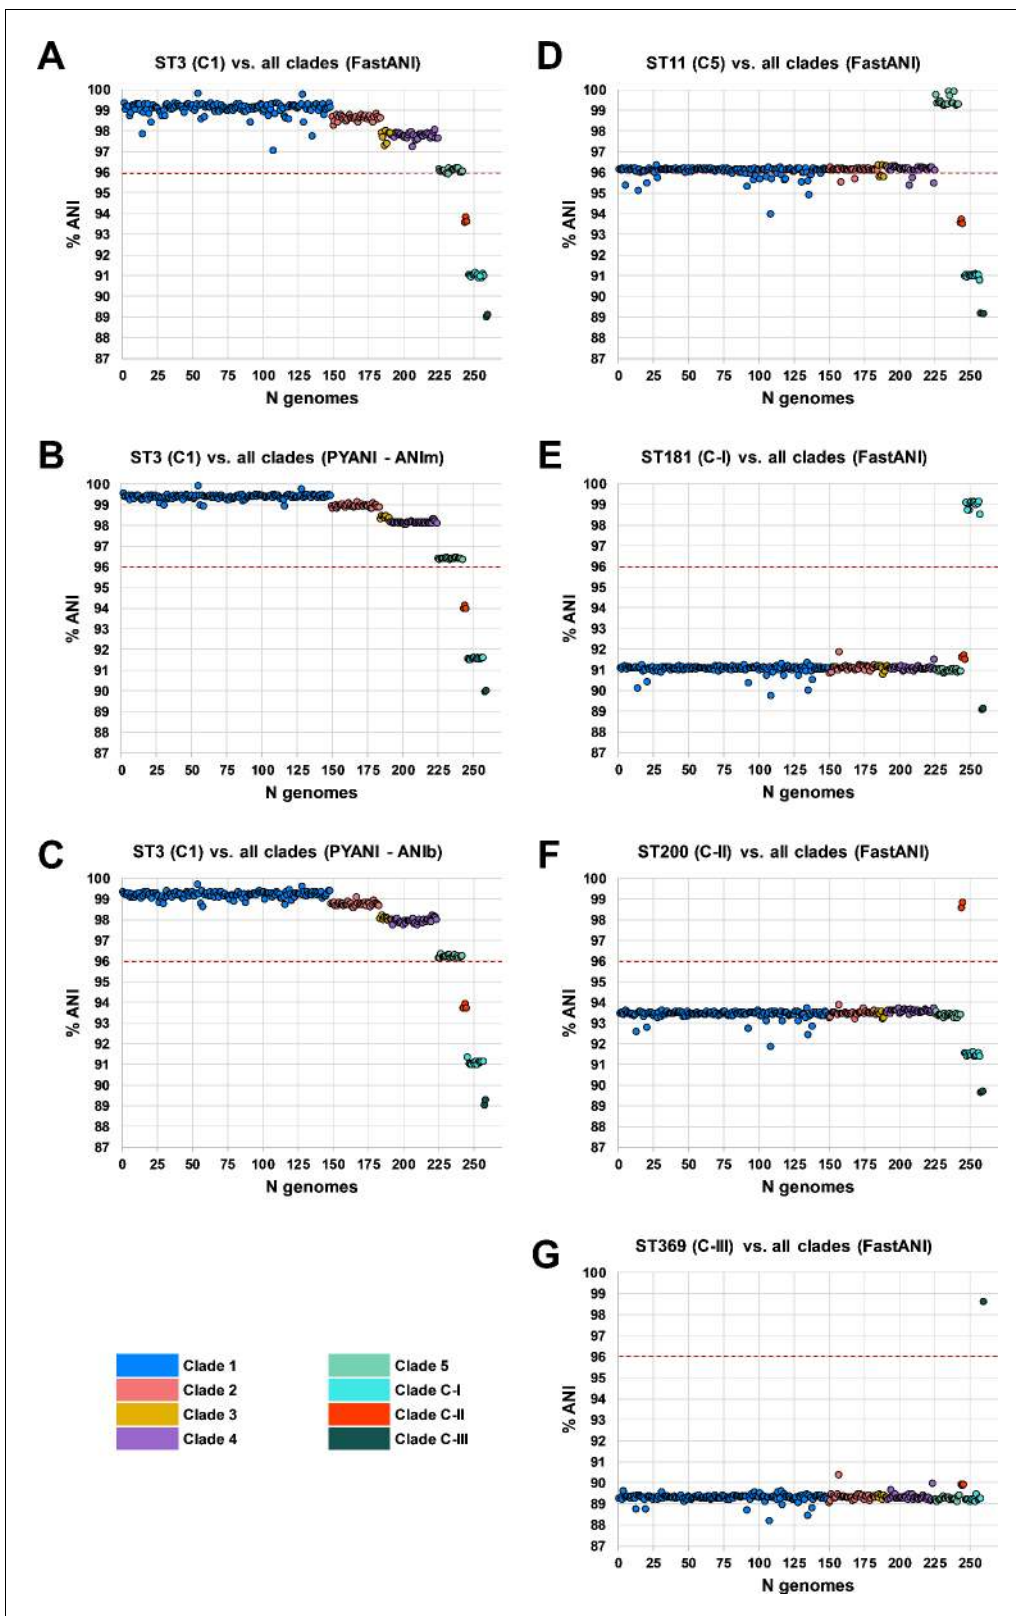 A
ST3 (C1) vs. all clades (FastANI)
100
99
98
97
96
95
94
93
92
91
90
89
88
87
% ANI
0 25 50 75 100 125 150 175 200 225 250
N genomes
B
ST3 (C1) vs. all clades (PYANI - ANIm)
100
99
98
97
96
95
94
93
92
91
90
89
88
87
% ANI
0 25 50 75 100 125 150 175 200 225 250
N genomes
C
ST3 (C1) vs. all clades (PYANI - ANIb)
100
99
98
97
96
95
94
93
92
91
90
89
88
87
% ANI
0 25 50 75 100 125 150 175 200 225 250
N genomes
D
ST11 (C5) vs. all clades (FastANI)
100
99
98
97
96
95
94
93
92
91
90
89
88
87
% ANI
0 25 50 75 100 125 150 175 200 225 250
N genomes
E
ST181 (C-I) vs. all clades (FastANI)
100
99
98
97
96
95
94
93
92
91
90
89
88
87
% ANI
0 25 50 75 100 125 150 175 200 225 250
N genomes
F
ST200 (C-II) vs. all clades (FastANI)
100
99
98
97
96
95
94
93
92
91
90
89
88
87
% ANI
0 25 50 75 100 125 150 175 200 225 250
N genomes
G
ST369 (C-III) vs. all clades (FastANI)
100
99
98
97
96
95
94
93
92
91
90
89
88
87
% ANI
0 25 50 75 100 125 150 175 200 225 250
N genomes
Clade 1
Clade 2
Clade 3
Clade 4
Clade 5
Clade C-I
Clade C-II
Clade C-III